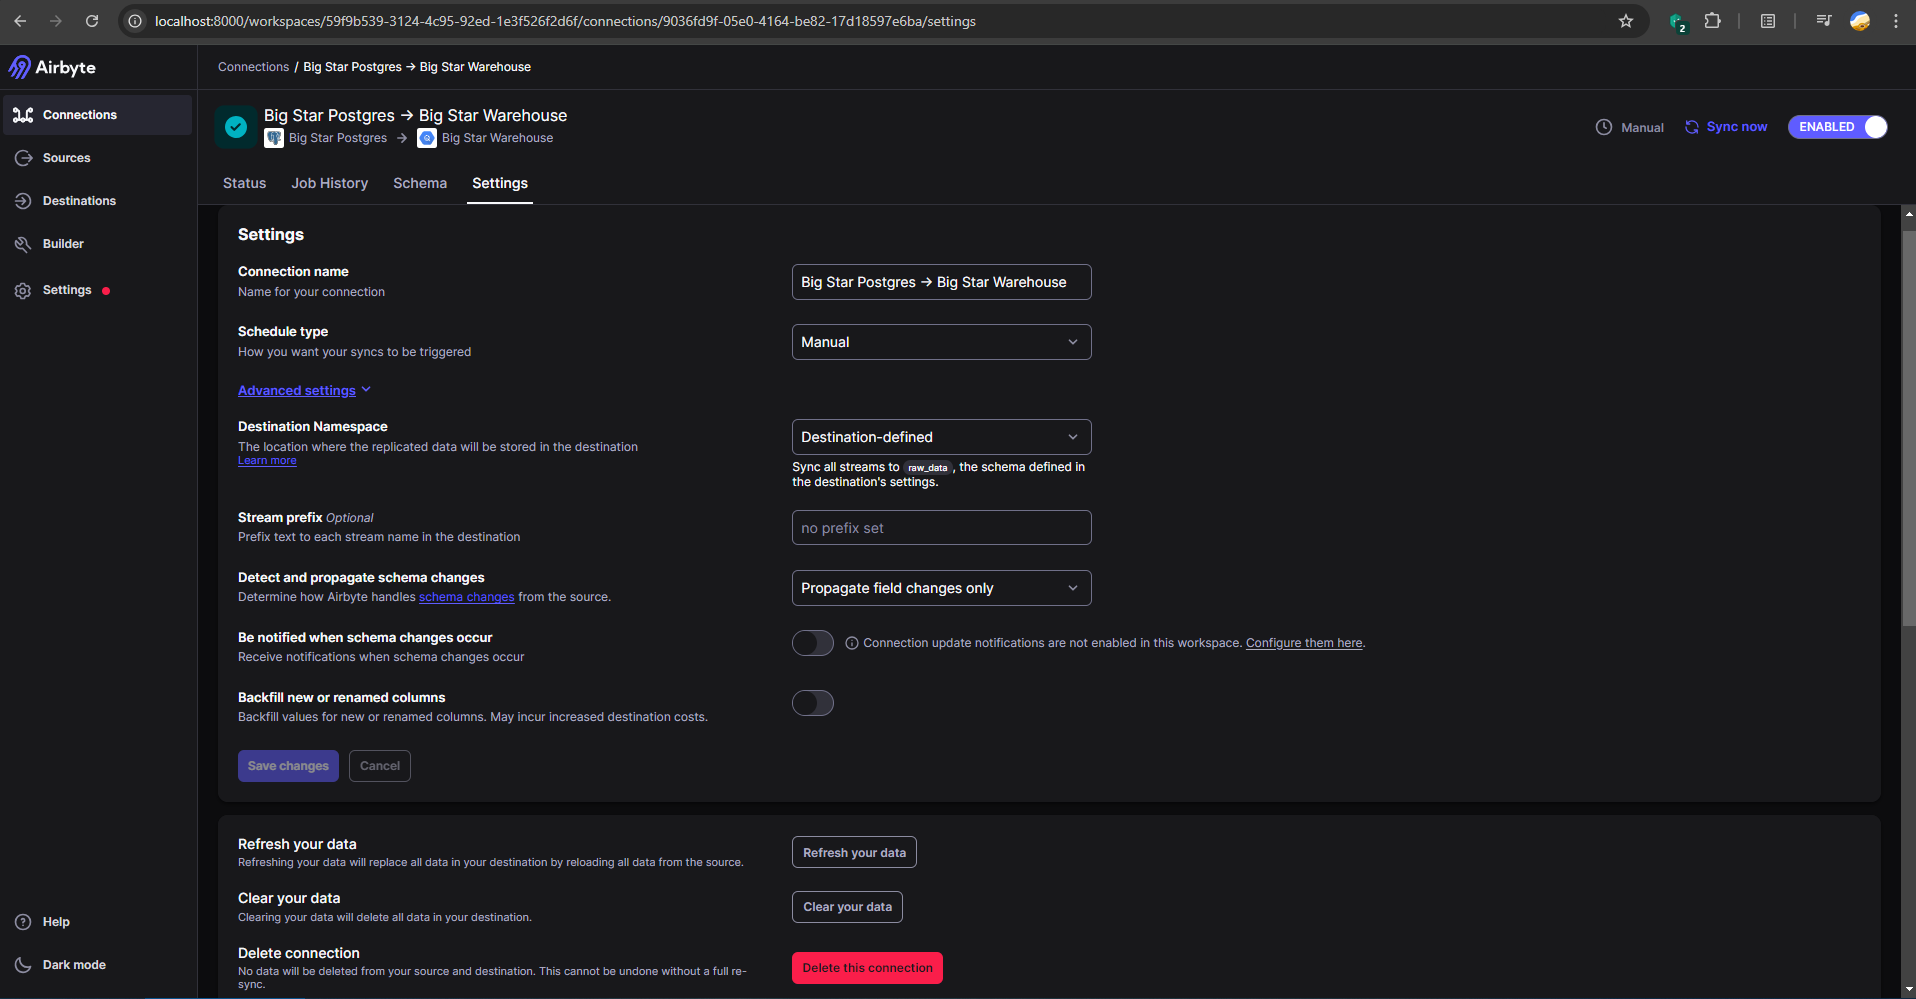 localhost:8000/workspaces/59f9b539-3124-4c95-92ed-1e3f526f2d6f/connections/9036fd9f-05e0-4164-be82-17d18597e6ba/settings
2
Airbyte
Connections
Sources
Destinations
Builder
Settings
Help
Dark mode
Connections / Big Star Postgres → Big Star Warehouse
Big Star Postgres → Big Star Warehouse
Big Star Postgres → Big Star Warehouse
Manual
Sync now
ENABLED
Status Job History Schema Settings
Settings
Connection name
Name for your connection
Big Star Postgres → Big Star Warehouse
Schedule type
How you want your syncs to be triggered
Manual
Advanced settings
Destination Namespace
The location where the replicated data will be stored in the destination
Learn more
Destination-defined
Sync all streams to raw_data, the schema defined in
the destination's settings.
Stream prefix Optional
Prefix text to each stream name in the destination
no prefix set
Detect and propagate schema changes
Determine how Airbyte handles schema changes from the source.
Propagate field changes only
Be notified when schema changes occur
Receive notifications when schema changes occur
Connection update notifications are not enabled in this workspace. Configure them here.
Backfill new or renamed columns
Backfill values for new or renamed columns. May incur increased destination costs.
Save changes
Cancel
Refresh your data
Refreshing your data will replace all data in your destination by reloading all data from the source.
Refresh your data
Clear your data
Clearing your data will delete all data in your destination.
Clear your data
Delete connection
No data will be deleted from your source and destination. This cannot be undone without a full re-
sync.
Delete this connection